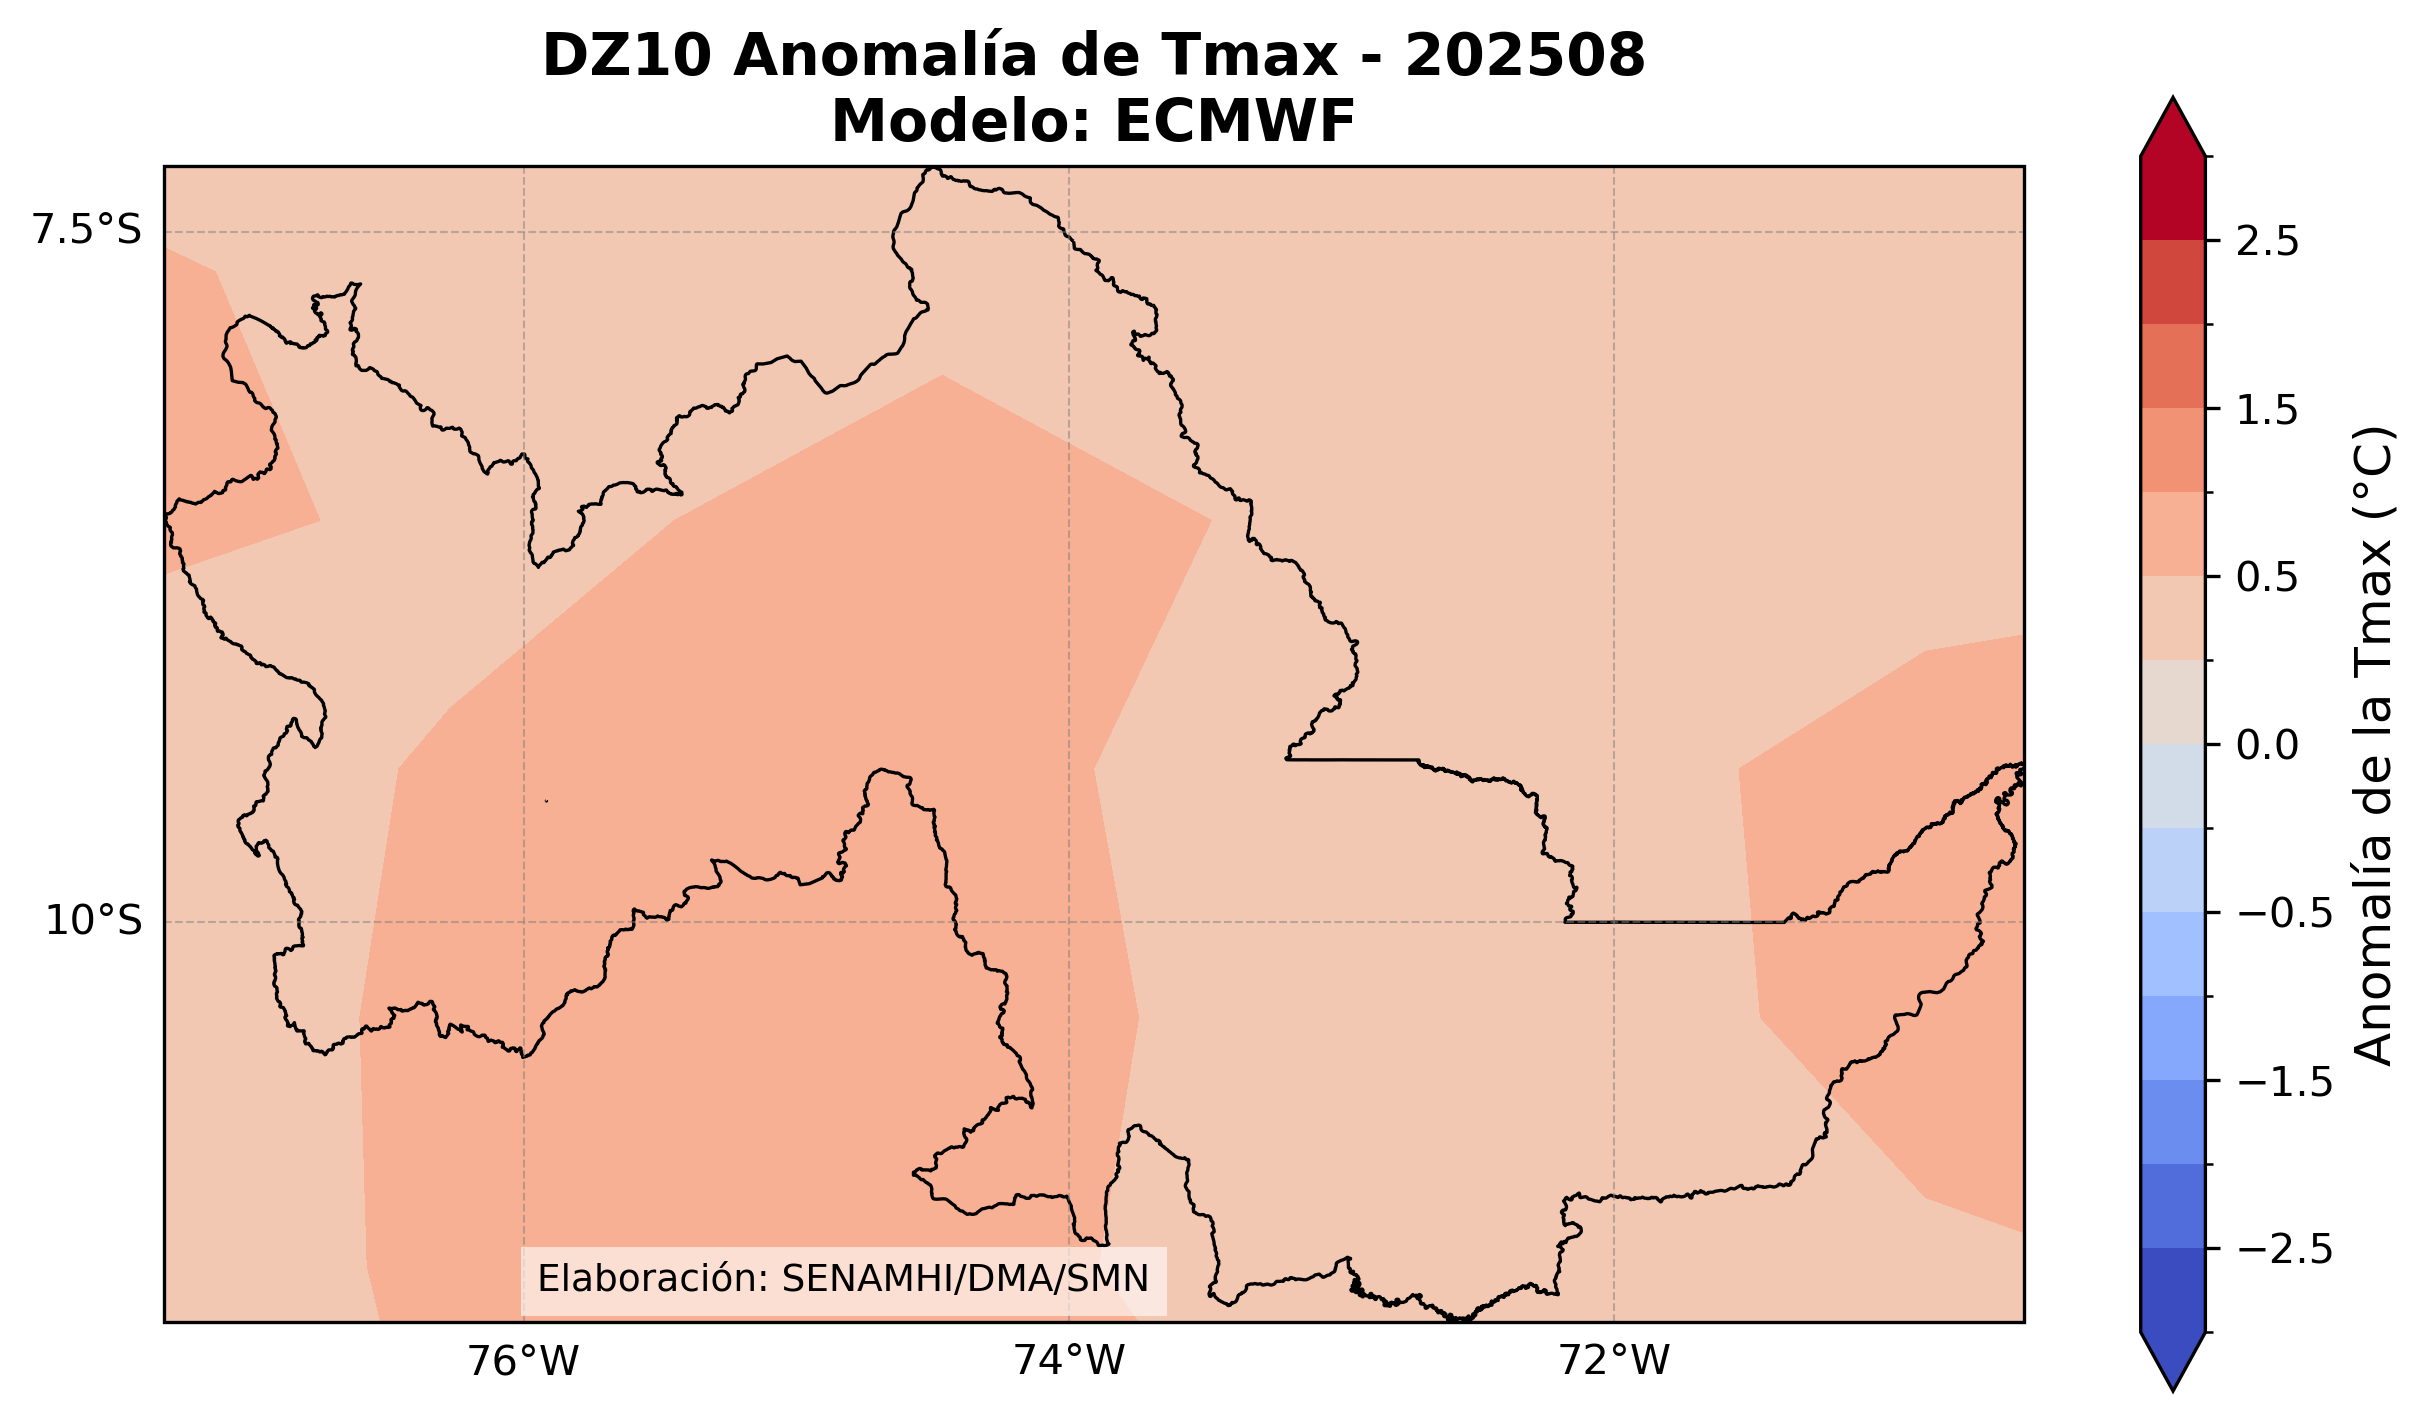 DZ10 Anomalía de Tmax - 202508
Modelo: ECMWF
7.5°S
10°S
76°W
74°W
72°W
Elaboración: SENAMHI/DMA/SMN
2.5
1.5
0.5
0.0
−0.5
−1.5
−2.5
Anomalía de la Tmax (°C)